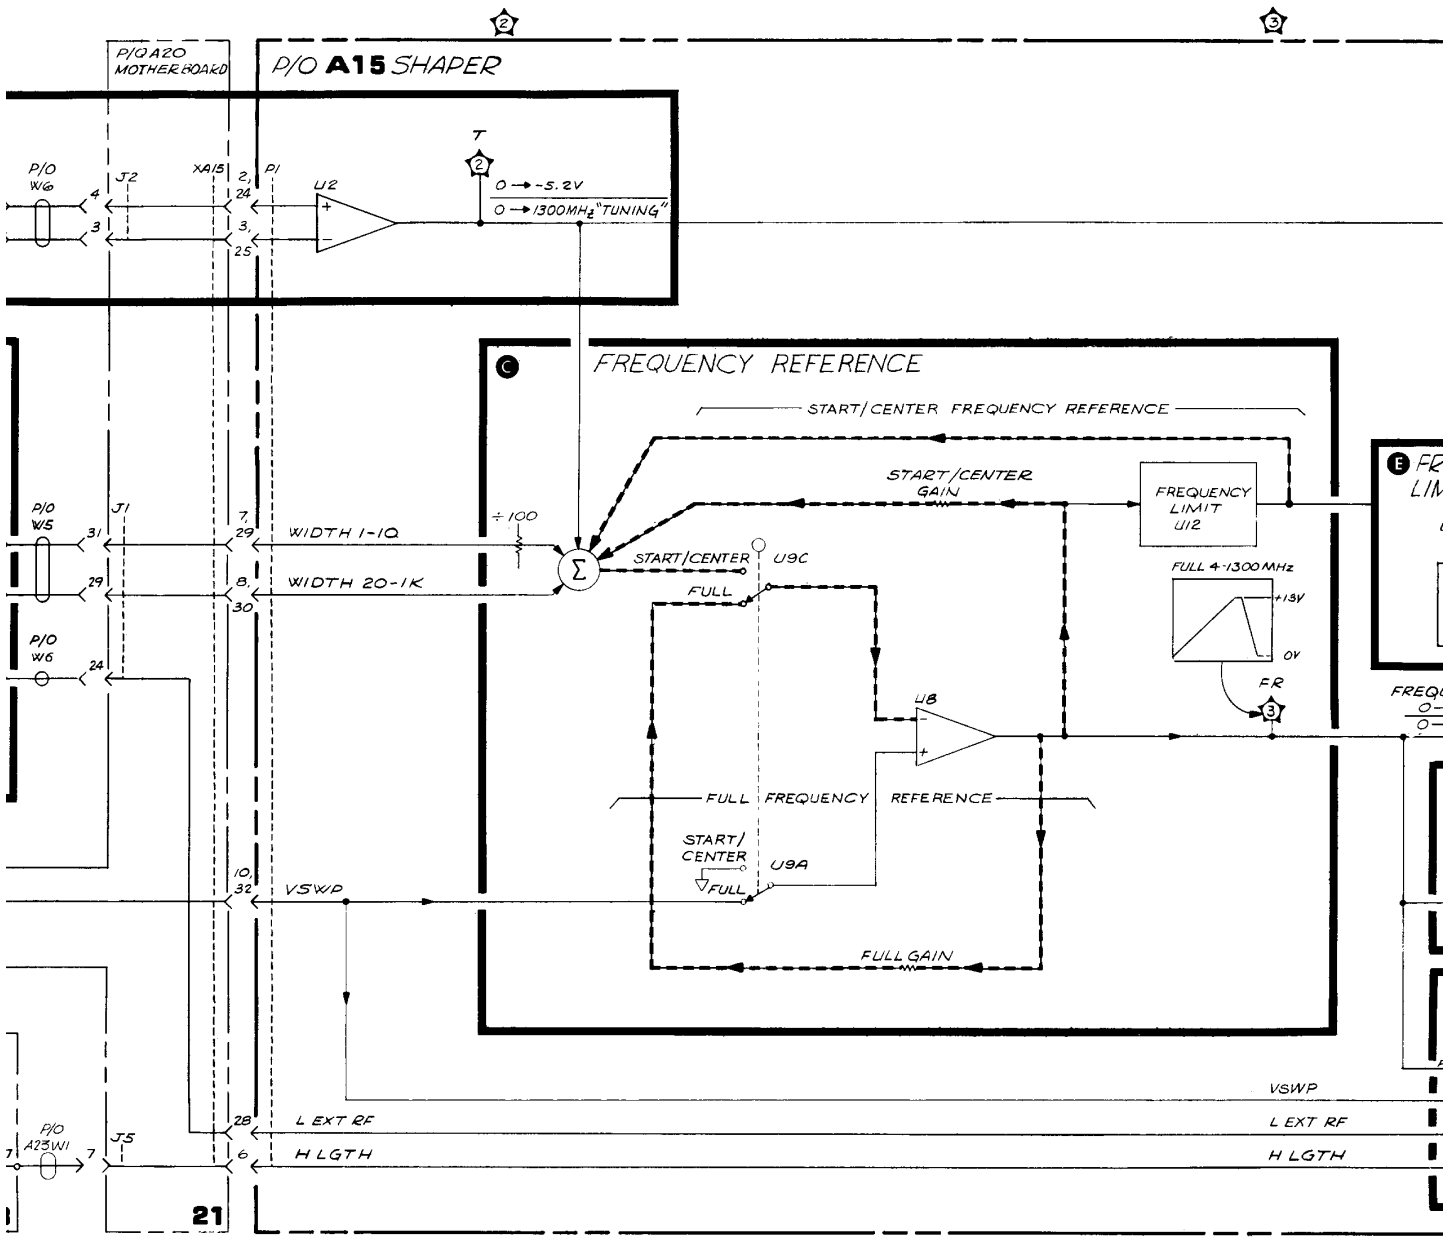 2
3
P/O A20
MOTHERBOARD
P/O A15 SHAPER
T
2
P/O
W6
J2
XA15
2,
P1
U2
0 → -5.2V
0 → 1300MHz "TUNING"
4
24
+
3
3,
-
25
C
FREQUENCY REFERENCE
START/CENTER FREQUENCY REFERENCE
E
START/CENTER
GAIN
FREQUENCY
LIMIT
U12
P/O
W5
J1
7,
÷100
31
29
WIDTH 1-1Q
Σ
START/CENTER
U9C
FULL 4-1300MHz
29
8,
WIDTH 20-1K
FULL
+13V
30
P/O
W6
24
0V
FR
3
U8
-
+
FULL FREQUENCY REFERENCE
START/
CENTER
U9A
10,
32
VSWP
FULL
FULL GAIN
VSWP
28
L EXT RF
L EXT RF
P/O
A23W1
7
7
J5
6
H LGTH
H LGTH
21